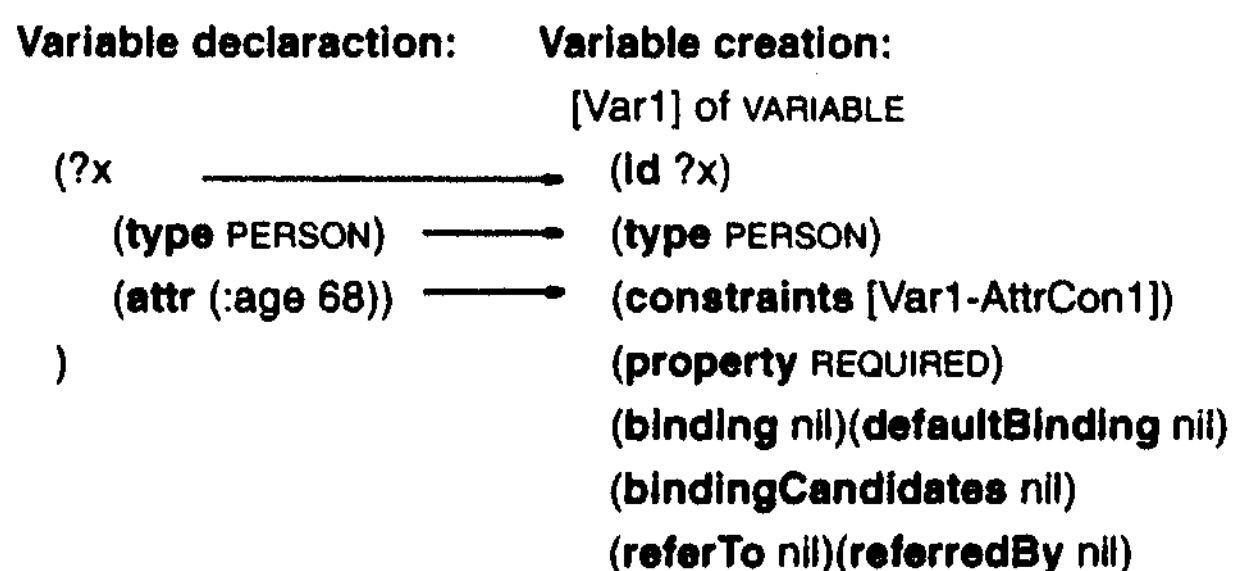 Variable declaraction: Variable creation:
[Var1] of VARIABLE
(?x (id ?x)
(type PERSON) (type PERSON)
(attr (:age 68)) (constraints [Var1-AttrCon1])
) (property REQUIRED)
(binding nil)(defaultBinding nil)
(bindingCandidates nil)
(referTo nil)(referredBy nil)